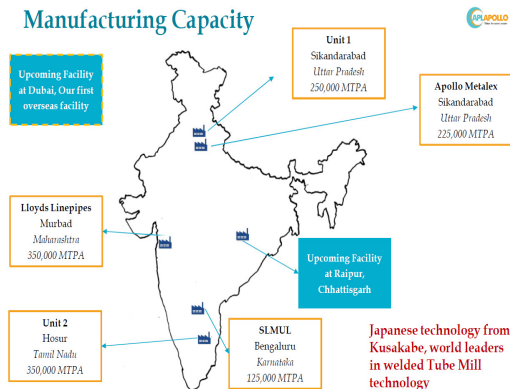 Manufacturing Capacity
APLAPOLLO
Upcoming Facility
at Dubai, Our first
overseas facility
Unit 1
Sikandarabad
Uttar Pradesh
250,000 MTPA
Apollo Metalex
Sikandarabad
Uttar Pradesh
225,000 MTPA
Lloyds Linepipes
Murbad
Maharashtra
350,000 MTPA
Upcoming Facility
at Raipur,
Chhattisgarh
Unit 2
Hosur
Tamil Nadu
350,000 MTPA
SLMUL
Bengaluru
Karnataka
125,000 MTPA
Japanese technology from
Kusakabe, world leaders
in welded Tube Mill
technology